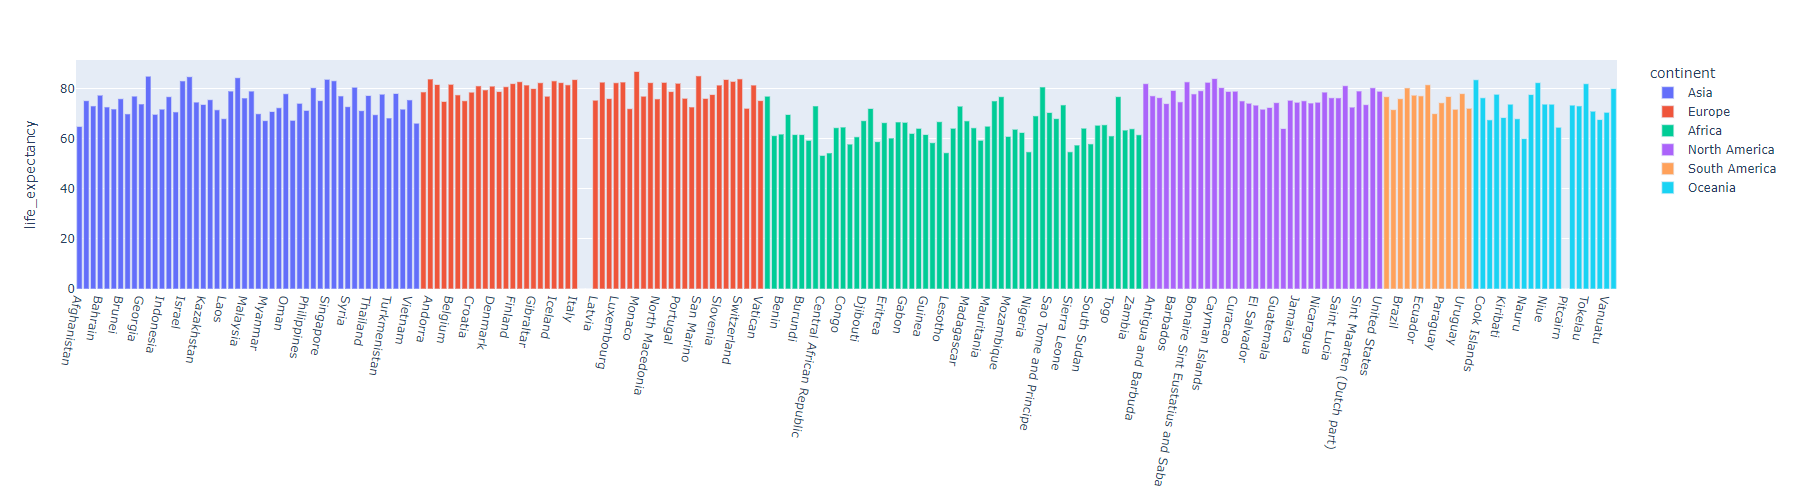 life_expectancy
80
60
40
20
0
Afghanistan
Bahrain
Brunei
Georgia
Indonesia
Israel
Kazakhstan
Laos
Malaysia
Myanmar
Oman
Philippines
Singapore
Syria
Thailand
Turkmenistan
Vietnam
Andorra
Belgium
Croatia
Denmark
Finland
Gibraltar
Iceland
Italy
Latvia
Luxembourg
Monaco
North Macedonia
Portugal
San Marino
Slovenia
Switzerland
Vatican
Benin
Burundi
Central African Republic
Congo
Djibouti
Eritrea
Gabon
Guinea
Lesotho
Madagascar
Mauritania
Mozambique
Nigeria
Sao Tome and Principe
Sierra Leone
South Sudan
Togo
Zambia
Antigua and Barbuda
Barbados
Bonaire Sint Eustatius and Saba
Cayman Islands
Curacao
El Salvador
Guatemala
Jamaica
Nicaragua
Saint Lucia
Sint Maarten (Dutch part)
United States
Brazil
Ecuador
Paraguay
Uruguay
Cook Islands
Kiribati
Nauru
Niue
Pitcairn
Tokelau
Vanuatu
continent
Asia
Europe
Africa
North America
South America
Oceania